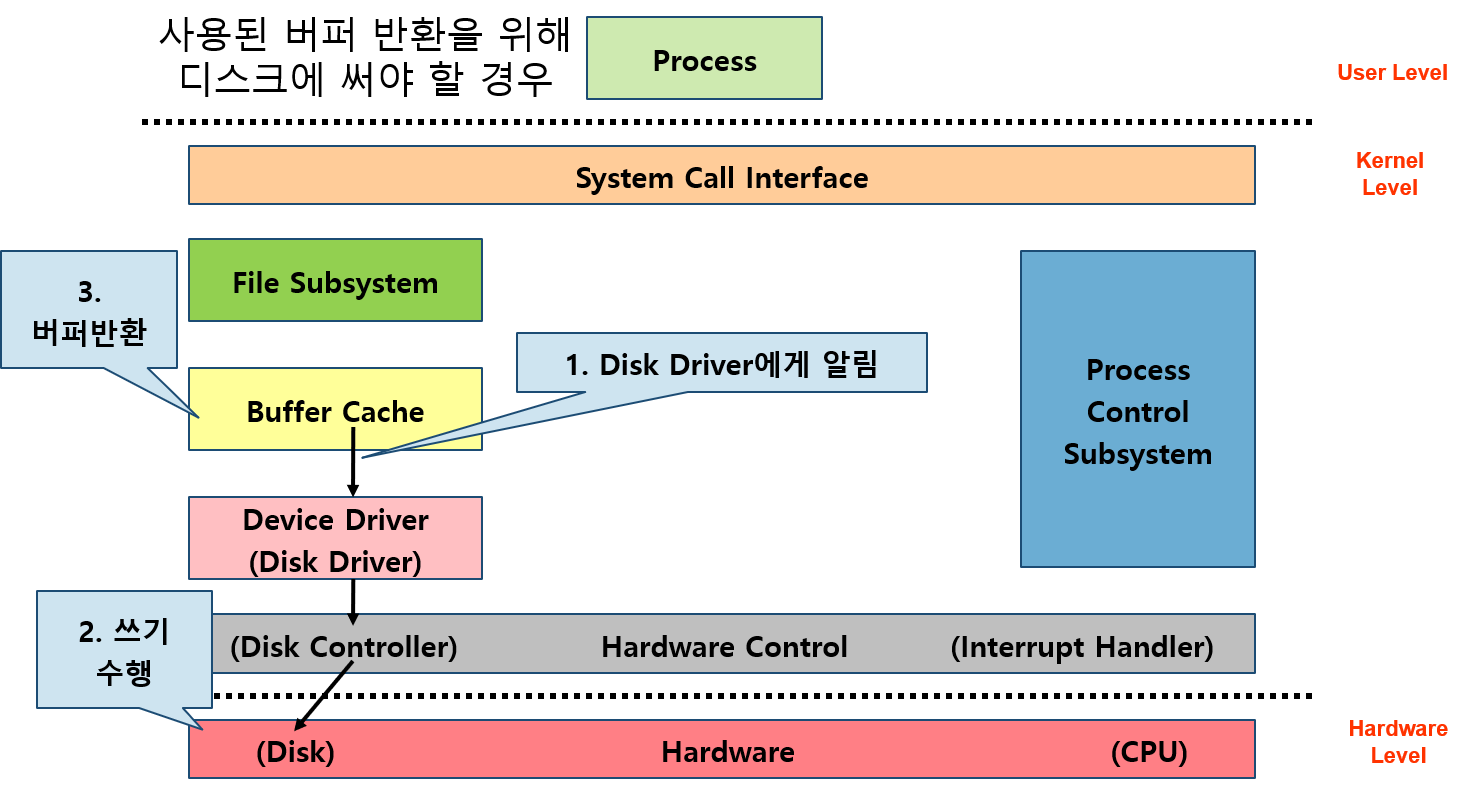 사용된 버퍼 반환을 위해
디스크에 써야 할 경우
Process
User Level
System Call Interface
Kernel
Level
File Subsystem
3.
버퍼반환
1. Disk Driver에게 알림
Buffer Cache
Process
Control
Subsystem
Device Driver
(Disk Driver)
2. 쓰기
수행
(Disk Controller)
Hardware Control
(Interrupt Handler)
(Disk)
Hardware
(CPU)
Hardware
Level